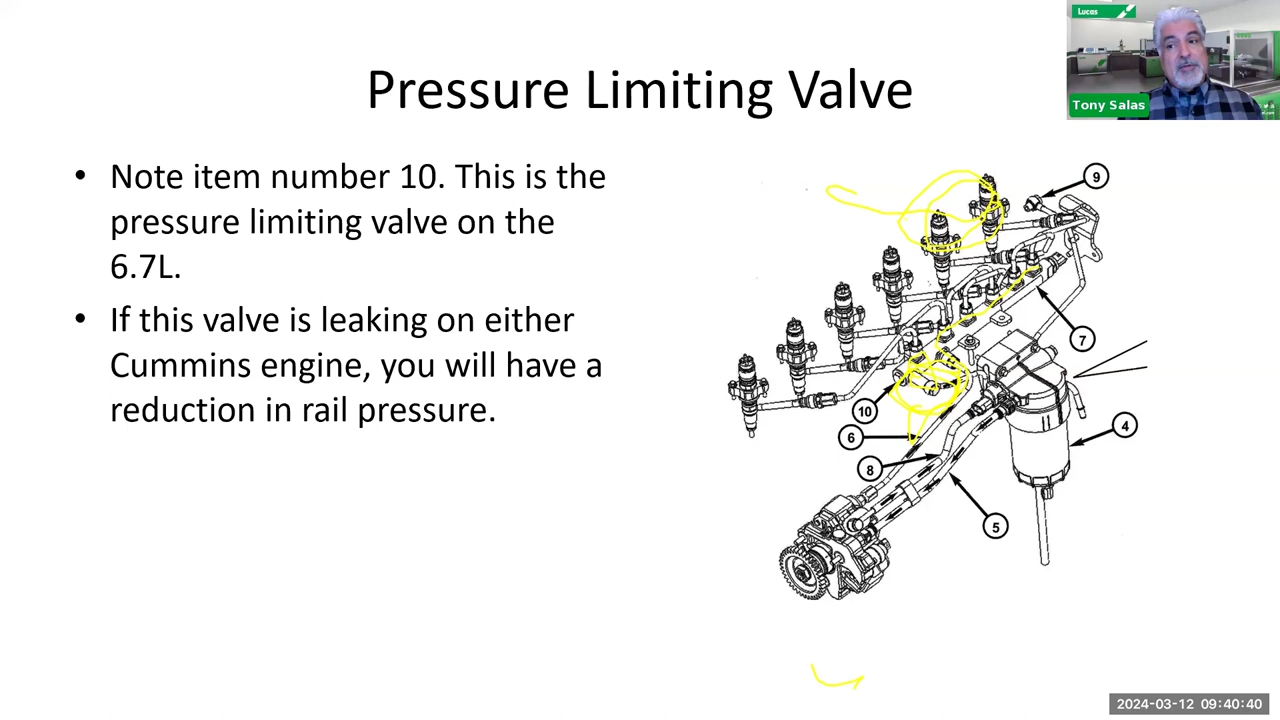 Lucas
Tony Salas
Pressure Limiting Valve
• Note item number 10. This is the
pressure limiting valve on the
6.7L.
• If this valve is leaking on either
Cummins engine, you will have a
reduction in rail pressure.
9
7
10
6
4
8
5
2024-03-12 09:40:40